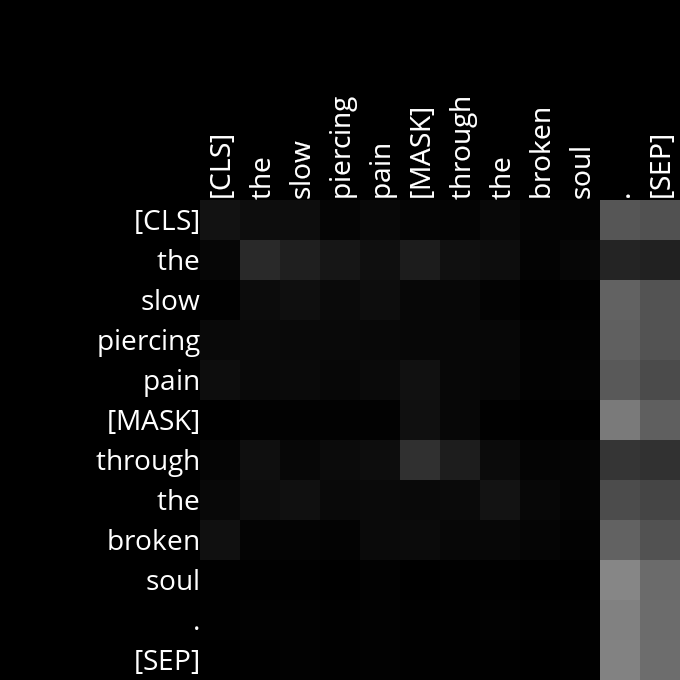 [CLS] the slow piercing pain [MASK] through the broken soul . [SEP]
[CLS]
the
slow
piercing
pain
[MASK]
through
the
broken
soul
.
[SEP]